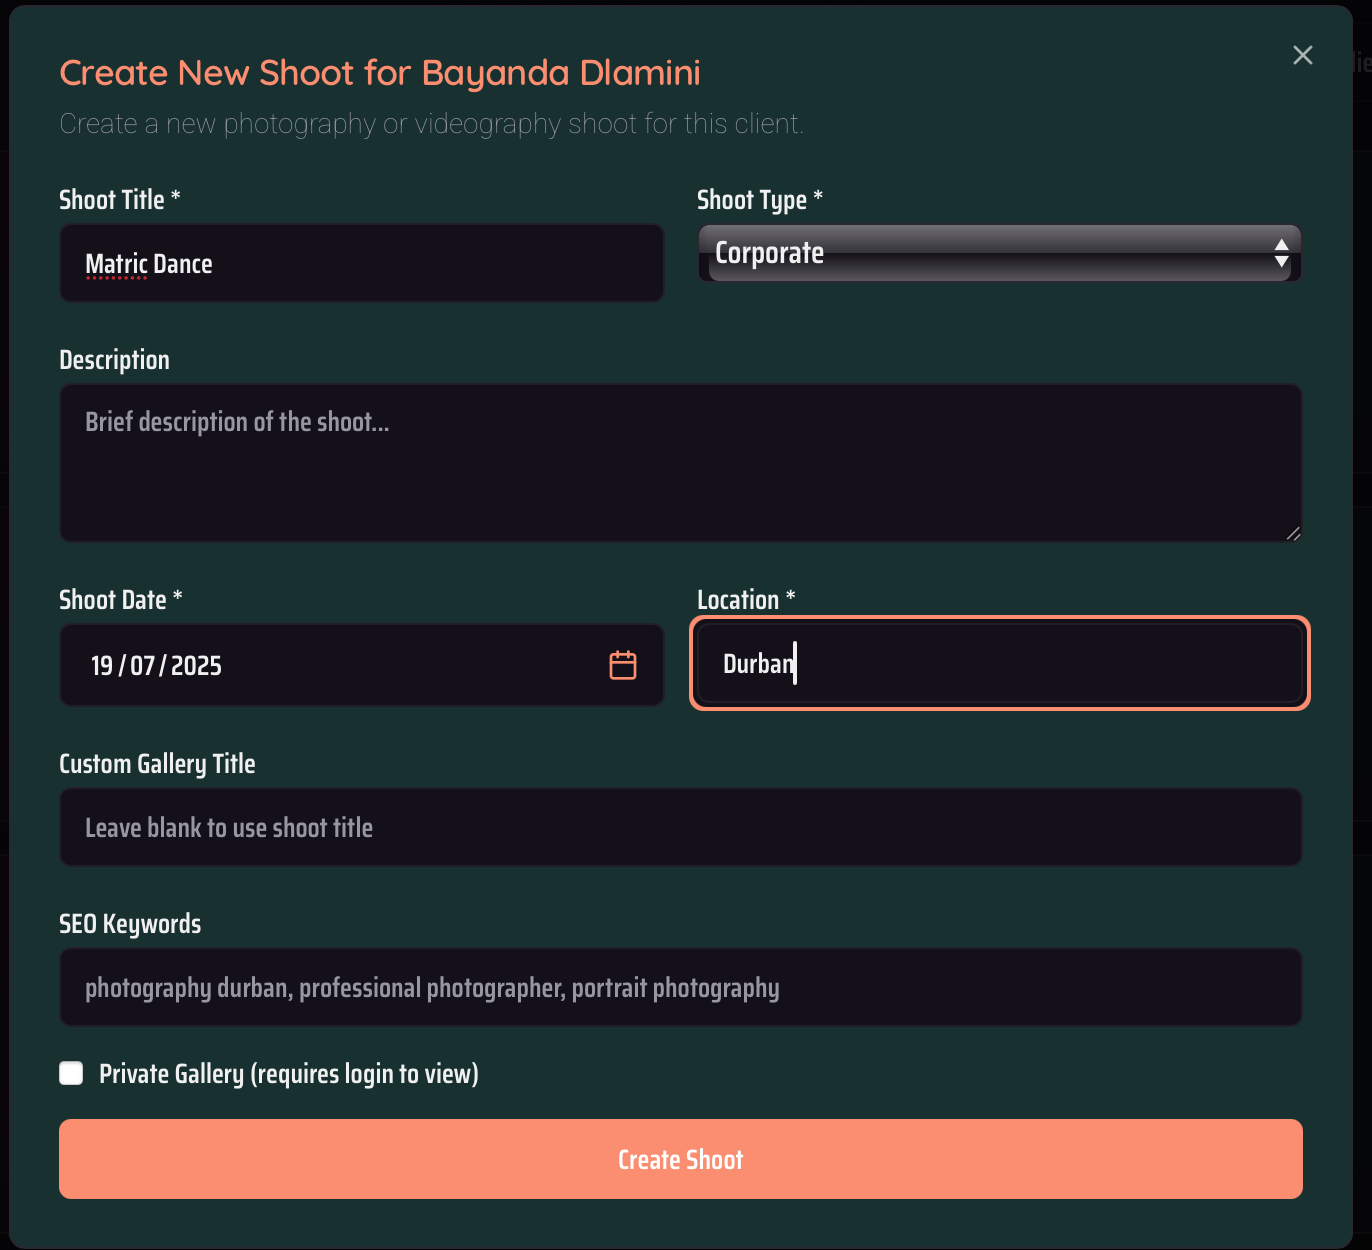 Create New Shoot for Bayanda Dlamini
Create a new photography or videography shoot for this client.
Shoot Title *
Shoot Type *
Matric Dance
Corporate
Description
Brief description of the shoot...
Shoot Date *
Location *
19 / 07 / 2025
Durban
Custom Gallery Title
Leave blank to use shoot title
SEO Keywords
photography durban, professional photographer, portrait photography
Private Gallery (requires login to view)
Create Shoot